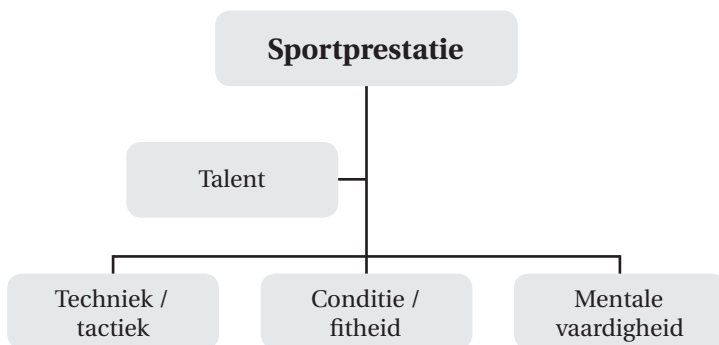 Sportprestatie
Talent
Techniek /
tactiek
Conditie /
fitheid
Mentale
vaardigheid